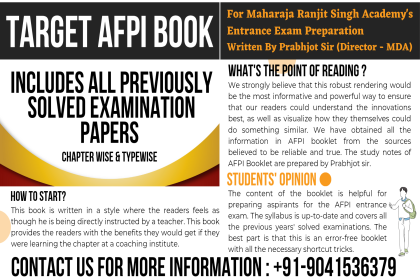 TARGET AFPI BOOK
For Maharaja Ranjit Singh Academy's
Entrance Exam Preparation
Written By Prabhjot Sir (Director - MDA)
INCLUDES ALL PREVIOUSLY
SOLVED EXAMINATION
PAPERS
CHAPTER WISE & TYPEWISE
HOW TO START?
This book is written in a style where the readers feels as
though he is being directly instructed by a teacher. This book
provides the readers with the benefits they would get if they
were learning the chapter at a coaching institute.
WHAT'S THE POINT OF READING ?
We strongly believe that this robust rendering would
be the most informative and powerful way to ensure
that our readers could understand the innovations
best, as well as visualize how they themselves could
do something similar. We have obtained all the
information in AFPI booklet from the sources
believed to be reliable and true. The study notes of
AFPI Booklet are prepared by Prabhjot sir.
STUDENTS' OPINION
The content of the booklet is helpful for
preparing aspirants for the AFPI entrance
exam. The syllabus is up-to-date and covers all
the previous years' solved examinations. The
best part is that this is an error-free booklet
with all the necessary shortcut tricks.
CONTACT US FOR MORE INFORMATION : +91-9041536379